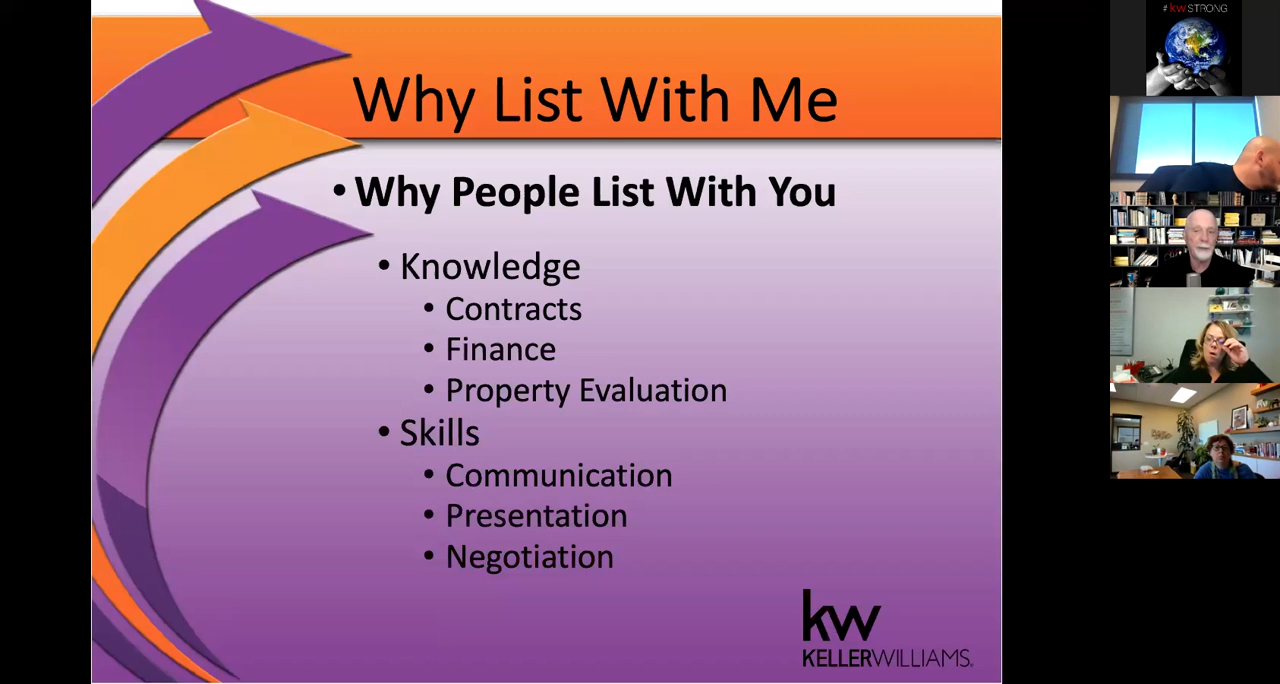 Why List With Me
• Why People List With You
• Knowledge
• Contracts
• Finance
• Property Evaluation
• Skills
• Communication
• Presentation
• Negotiation
kw
KELLERWILLIAMS.
# kwSTRONG